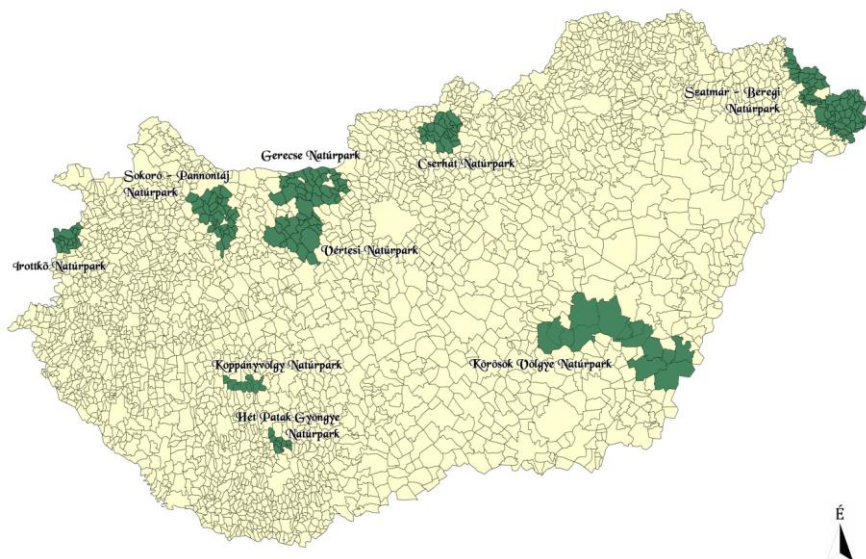 Szatmár - Beregi
Natúrpark
Gerecse Natúrpark
Cserhát Natúrpark
Sokoró - Pannontáj
Natúrpark
Vértesi Natúrpark
Írottkő Natúrpark
Koppányvölgy Natúrpark
Körösök Völgye Natúrpark
Hét Patak Gyöngye
Natúrpark
É